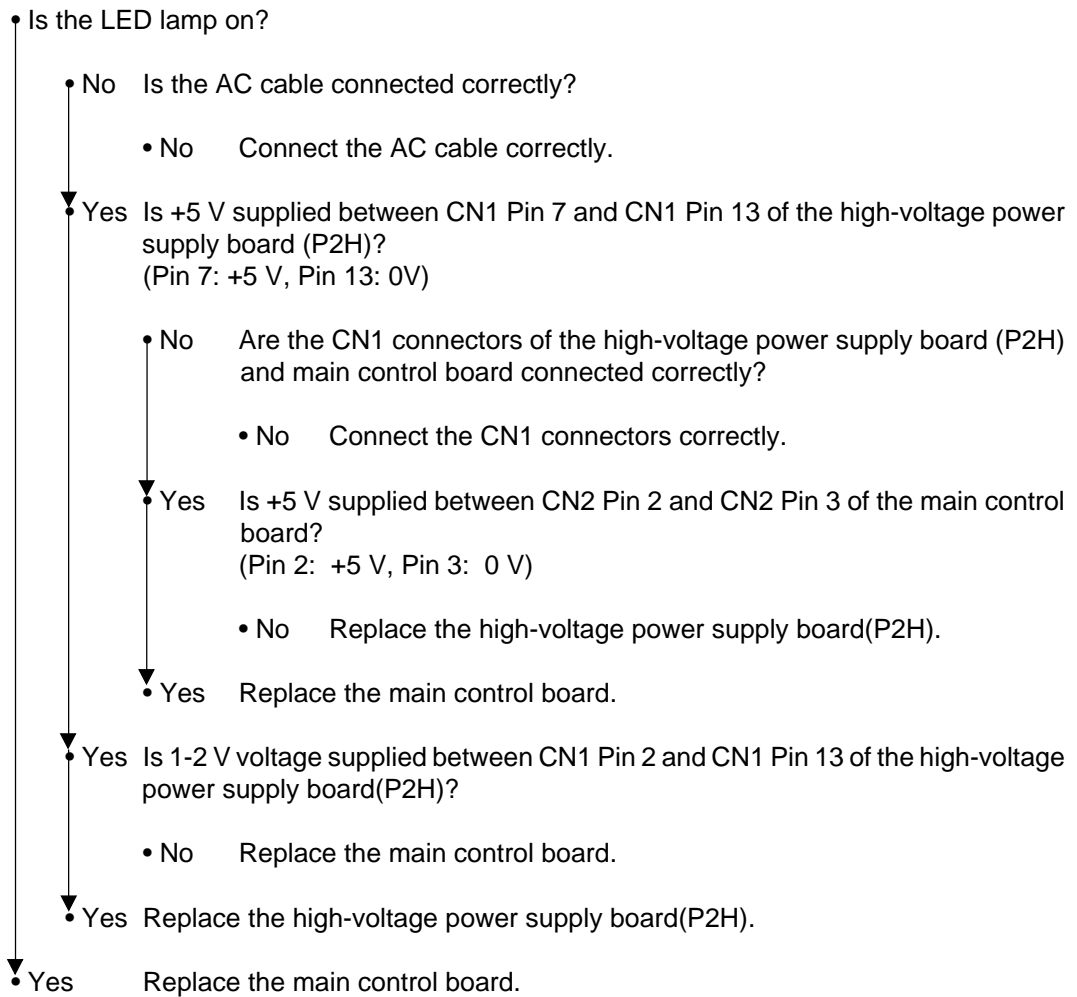 • Is the LED lamp on?
• No Is the AC cable connected correctly?
• No Connect the AC cable correctly.
• Yes Is +5 V supplied between CN1 Pin 7 and CN1 Pin 13 of the high-voltage power
supply board (P2H)?
(Pin 7: +5 V, Pin 13: 0V)
• No Are the CN1 connectors of the high-voltage power supply board (P2H)
and main control board connected correctly?
• No Connect the CN1 connectors correctly.
• Yes Is +5 V supplied between CN2 Pin 2 and CN2 Pin 3 of the main control
board?
(Pin 2: +5 V, Pin 3: 0 V)
• No Replace the high-voltage power supply board(P2H).
• Yes Replace the main control board.
• Yes Is 1-2 V voltage supplied between CN1 Pin 2 and CN1 Pin 13 of the high-voltage
power supply board(P2H)?
• No Replace the main control board.
• Yes Replace the high-voltage power supply board(P2H).
• Yes Replace the main control board.